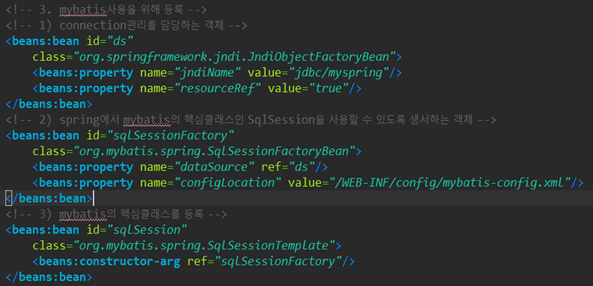 <!-- 3. mybatis사용을 위해 등록 -->
<!-- 1) connection관리를 담당하는 객체 -->
<beans:bean id="ds"
class="org.springframework.jndi.JndiObjectFactoryBean">
<beans:property name="jndiName" value="jdbc/myspring"/>
<beans:property name="resourceRef" value="true"/>
</beans:bean>
<!-- 2) spring에서 mybatis의 핵심클래스인 SqlSession을 사용할 수 있도록 생서하는 객체 -->
<beans:bean id="sqlSessionFactory"
class="org.mybatis.spring.SqlSessionFactoryBean">
<beans:property name="dataSource" ref="ds"/>
<beans:property name="configLocation" value="/WEB-INF/config/mybatis-config.xml"/>
</beans:bean>
<!-- 3) mybatis의 핵심클래스를 등록 -->
<beans:bean id="sqlSession"
class="org.mybatis.spring.SqlSessionTemplate">
<beans:constructor-arg ref="sqlSessionFactory"/>
</beans:bean>